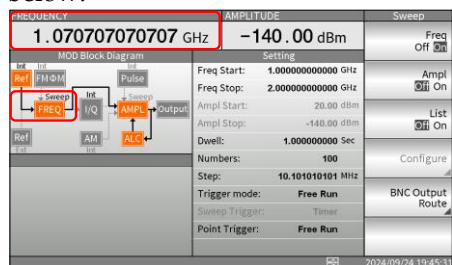 FREQUENCY
AMPLITUDE
Sweep
1.070707070707 GHz
-140.00 dBm
Freq
Off On
MOD Block Diagram
Setting
Int Int Int
Ref FMΦM Pulse
Sweep Int Sweep
FREQ I/Q AMPL Output
Ref AM ALC
Ext Int
Freq Start: 1.000000000000 GHz
Freq Stop: 2.000000000000 GHz
Ampl Start: 20.00 dBm
Ampl Stop: -140.00 dBm
Dwell: 1.000000000 Sec
Numbers: 100
Step: 10.101010101 MHz
Trigger mode: Free Run
Sweep Trigger: Timer
Point Trigger: Free Run
Ampl
Off On
List
Off On
Configure
BNC Output
Route
2024/09/24 19:45:31